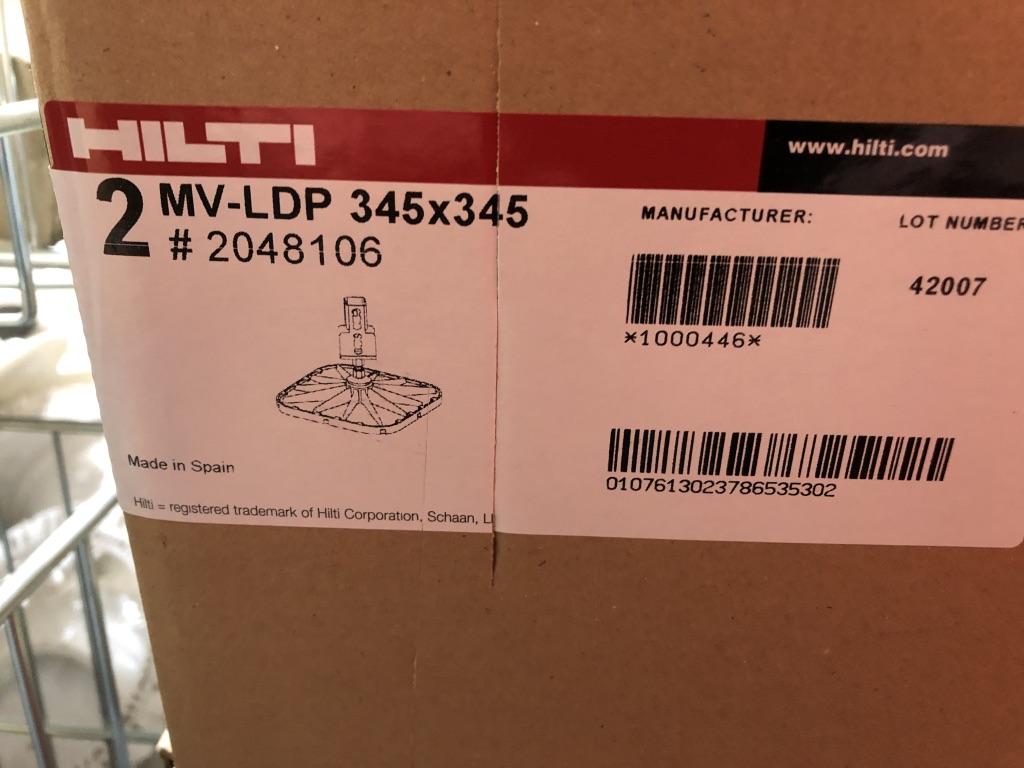 HILTI
www.hilti.com
2 MV-LDP 345x345
# 2048106
MANUFACTURER:
LOT NUMBER
42007
*1000446*
Made in Spain
0107613023786535302
Hilti = registered trademark of Hilti Corporation, Schaan, LI